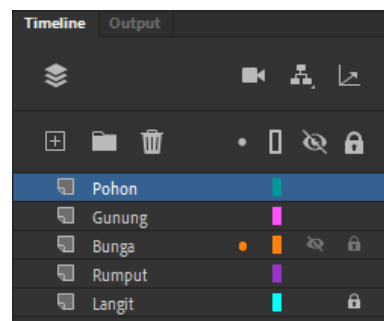 Timeline Output
Pohon
Gunung
Bunga
Rumput
Langit